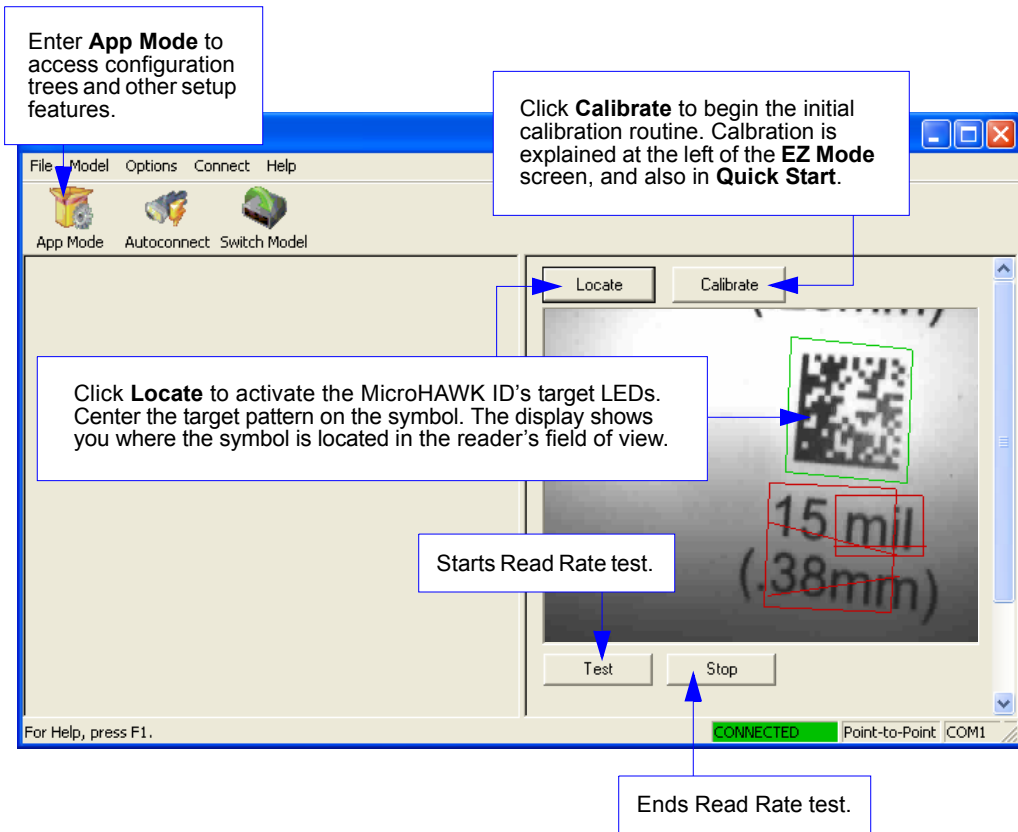 Enter App Mode to
access configuration
trees and other setup
features.
Click Calibrate to begin the initial
calibration routine. Calbration is
explained at the left of the EZ Mode
screen, and also in Quick Start.
File Model Options Connect Help
App Mode Autoconnect Switch Model
Locate Calibrate
Click Locate to activate the MicroHAWK ID's target LEDs.
Center the target pattern on the symbol. The display shows
you where the symbol is located in the reader's field of view.
15 mil
(.38mm)
Starts Read Rate test.
Test Stop
For Help, press F1. CONNECTED Point-to-Point COM1
Ends Read Rate test.